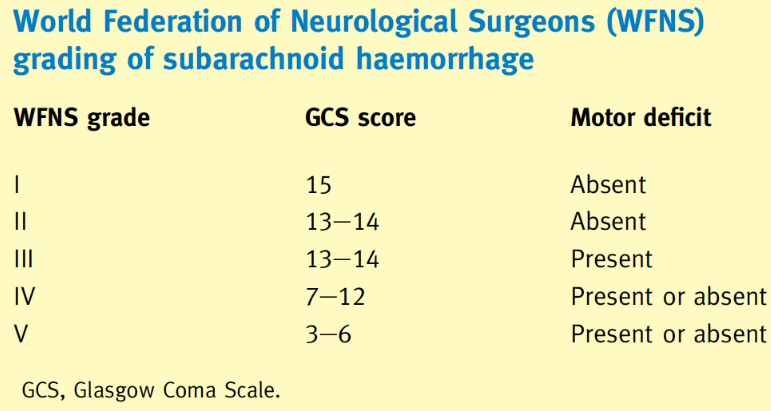 World Federation of Neurological Surgeons (WFNS)
grading of subarachnoid haemorrhage
WFNS grade GCS score Motor deficit
I 15 Absent
II 13–14 Absent
III 13–14 Present
IV 7–12 Present or absent
V 3–6 Present or absent
GCS, Glasgow Coma Scale.